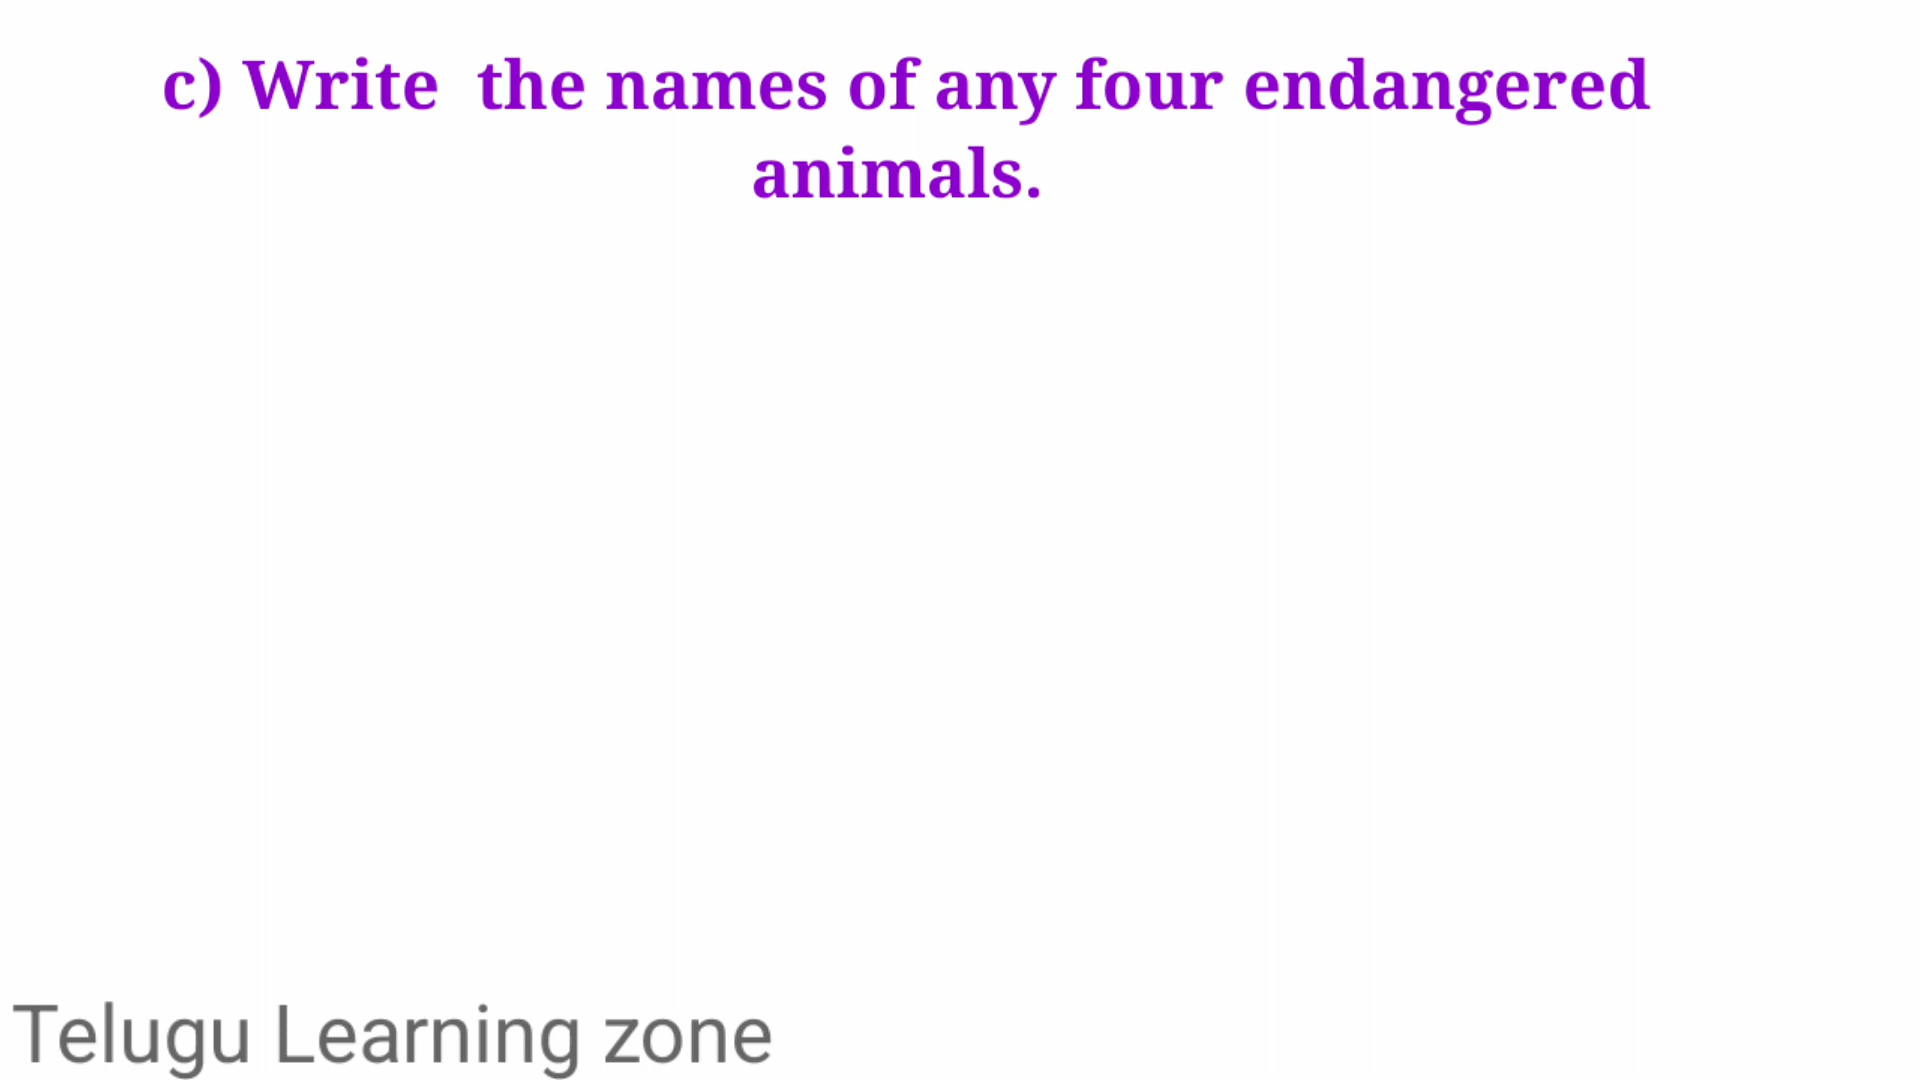 c) Write  the names of any four endangered
animals.
Telugu Learning zone